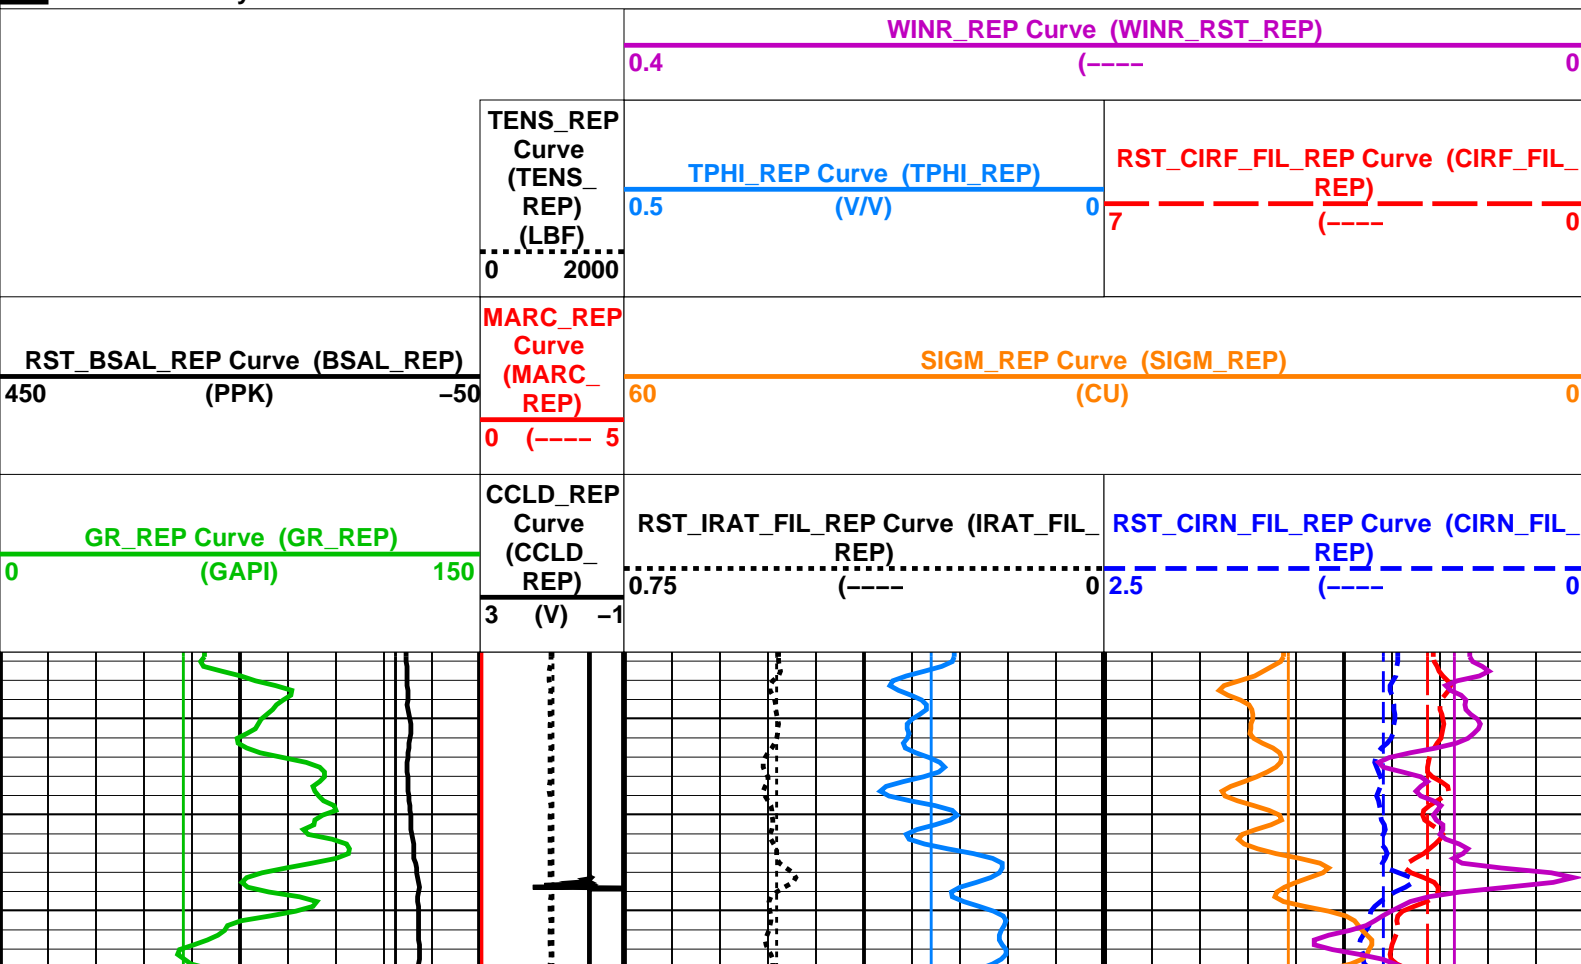 WINR_REP Curve (WINR_RST_REP)
0.4 (---- 0
TENS_REP
Curve
(TENS_
REP)
(LBF)
0 2000
TPHI_REP Curve (TPHI_REP)
0.5 (V/V) 0
RST_CIRF_FIL_REP Curve (CIRF_FIL_
REP)
7 (---- 0
RST_BSAL_REP Curve (BSAL_REP)
450 (PPK) -50
MARC_REP
Curve
(MARC_
REP)
0 (---- 5
SIGM_REP Curve (SIGM_REP)
60 (CU) 0
GR_REP Curve (GR_REP)
0 (GAPI) 150
CCLD_REP
Curve
(CCLD_
REP)
3 (V) -1
RST_IRAT_FIL_REP Curve (IRAT_FIL_
REP)
0.75 (---- 0
RST_CIRN_FIL_REP Curve (CIRN_FIL_
REP)
2.5 (---- 0